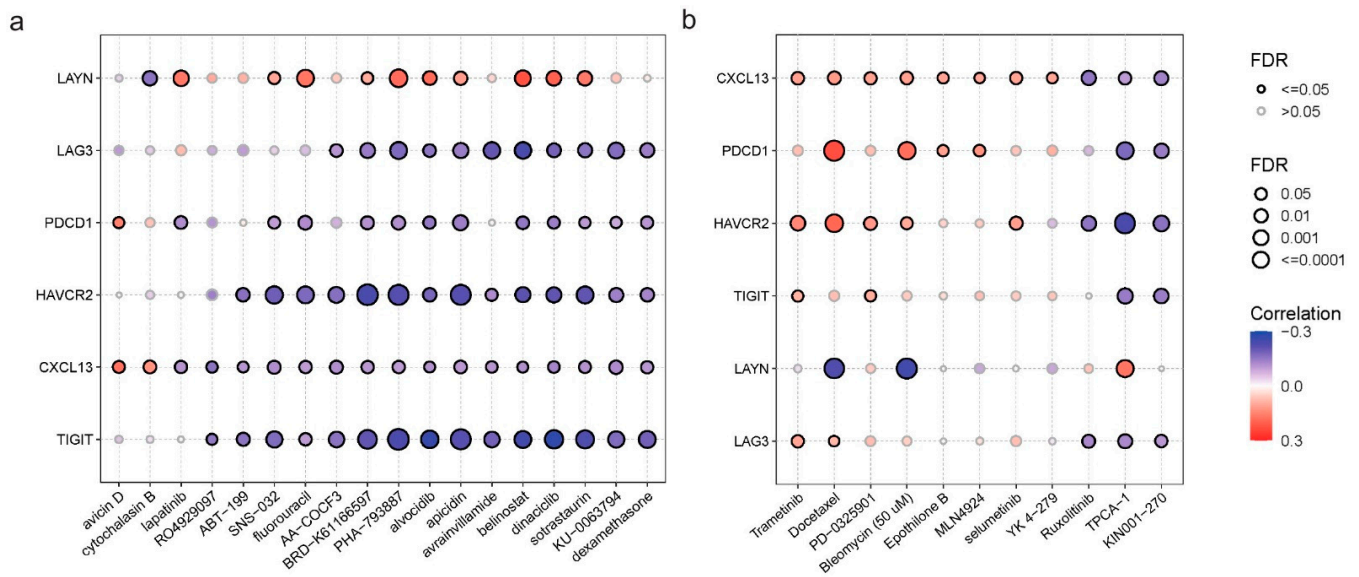 a
LAYN
LAG3
PDCD1
HAVCR2
CXCL13
TIGIT
avicin D
cytochalasin B
lapatinib
RO4929097
ABT-199
SNS-032
fluorouracil
AA-COCF3
BRD-K61166597
PHA-793887
alvocidib
apicidin
avrainvillamide
belinostat
dinaciclib
sotrastaurin
KU-0063794
dexamethasone
b
CXCL13
PDCD1
HAVCR2
TIGIT
LAYN
LAG3
Trametinib
Docetaxel
PD-0325901
Bleomycin (50 uM)
Epothilone B
MLN4924
selumetinib
YK 4-279
Ruxolitinib
TPCA-1
KIN001-270
FDR
<=0.05
>0.05
FDR
0.05
0.01
0.001
<=0.0001
Correlation
-0.3
0.0
0.3